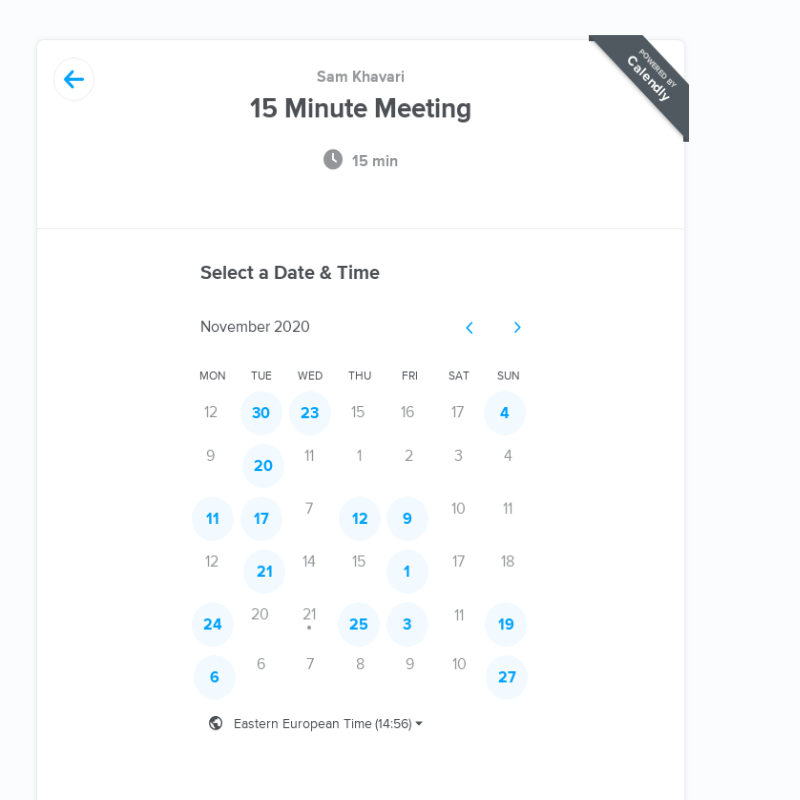 POWERED BY
Calendly
Sam Khavari
15 Minute Meeting
15 min
Select a Date & Time
November 2020
MON TUE WED THU FRI SAT SUN
12 30 23 15 16 17 4
9 20 11 1 2 3 4
11 17 7 12 9 10 11
12 21 14 15 1 17 18
24 20 21 25 3 11 19
6 6 7 8 9 10 27
Eastern European Time (14:56)